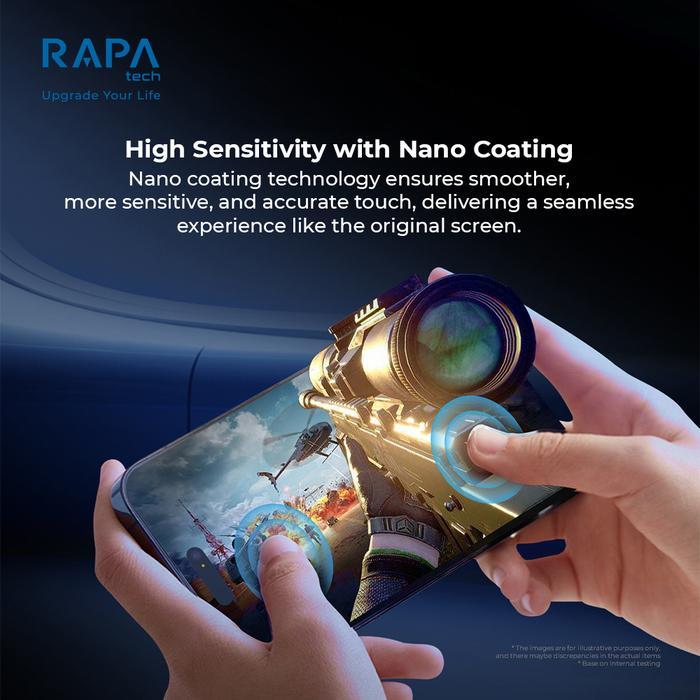 RAPA
tech
Upgrade Your Life
High Sensitivity with Nano Coating
Nano coating technology ensures smoother,
more sensitive, and accurate touch, delivering a seamless
experience like the original screen.
* The images are for illustrative purposes only,
and there maybe discrepancies in the actual items
* Base on internal testing